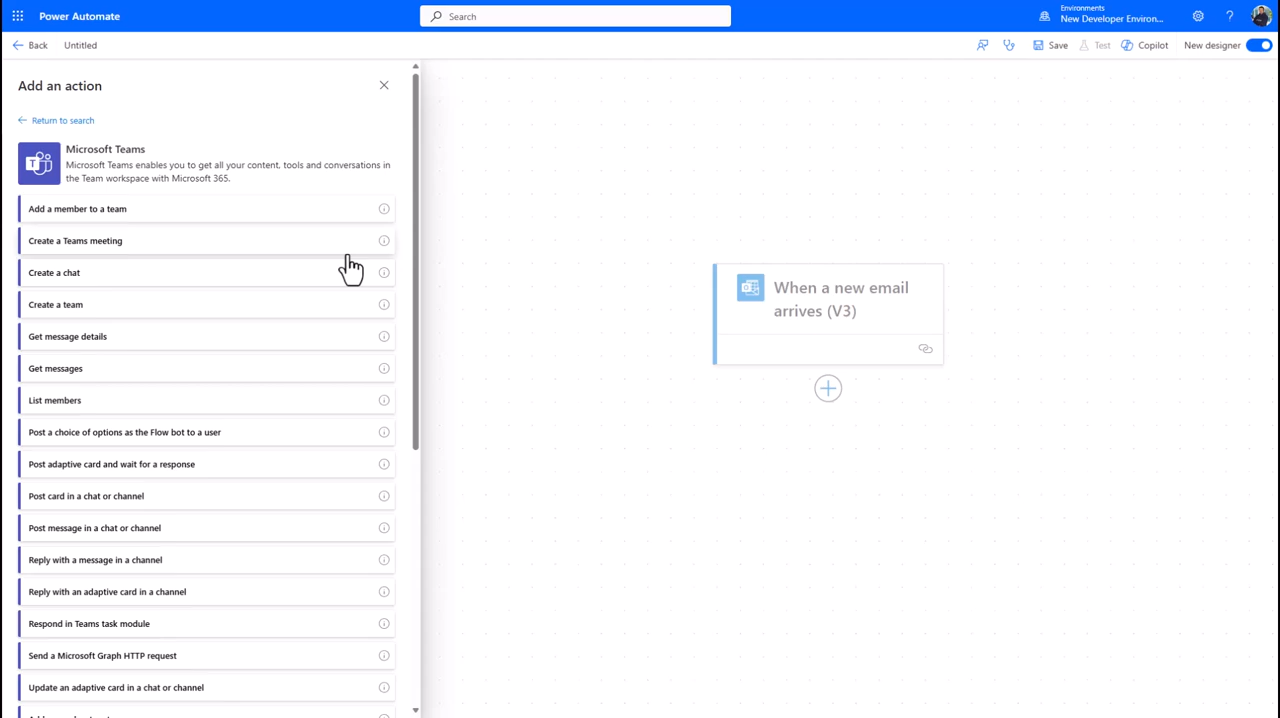 Power Automate
Search
Environments
New Developer Environ...
Back
Untitled
Save
Test
Copilot
New designer
Add an action
Return to search
Microsoft Teams
Microsoft Teams enables you to get all your content, tools and conversations in
the Team workspace with Microsoft 365.
Add a member to a team
Create a Teams meeting
Create a chat
Create a team
Get message details
Get messages
List members
Post a choice of options as the Flow bot to a user
Post adaptive card and wait for a response
Post card in a chat or channel
Post message in a chat or channel
Reply with a message in a channel
Reply with an adaptive card in a channel
Respond in Teams task module
Send a Microsoft Graph HTTP request
Update an adaptive card in a chat or channel
When a new email
arrives (V3)